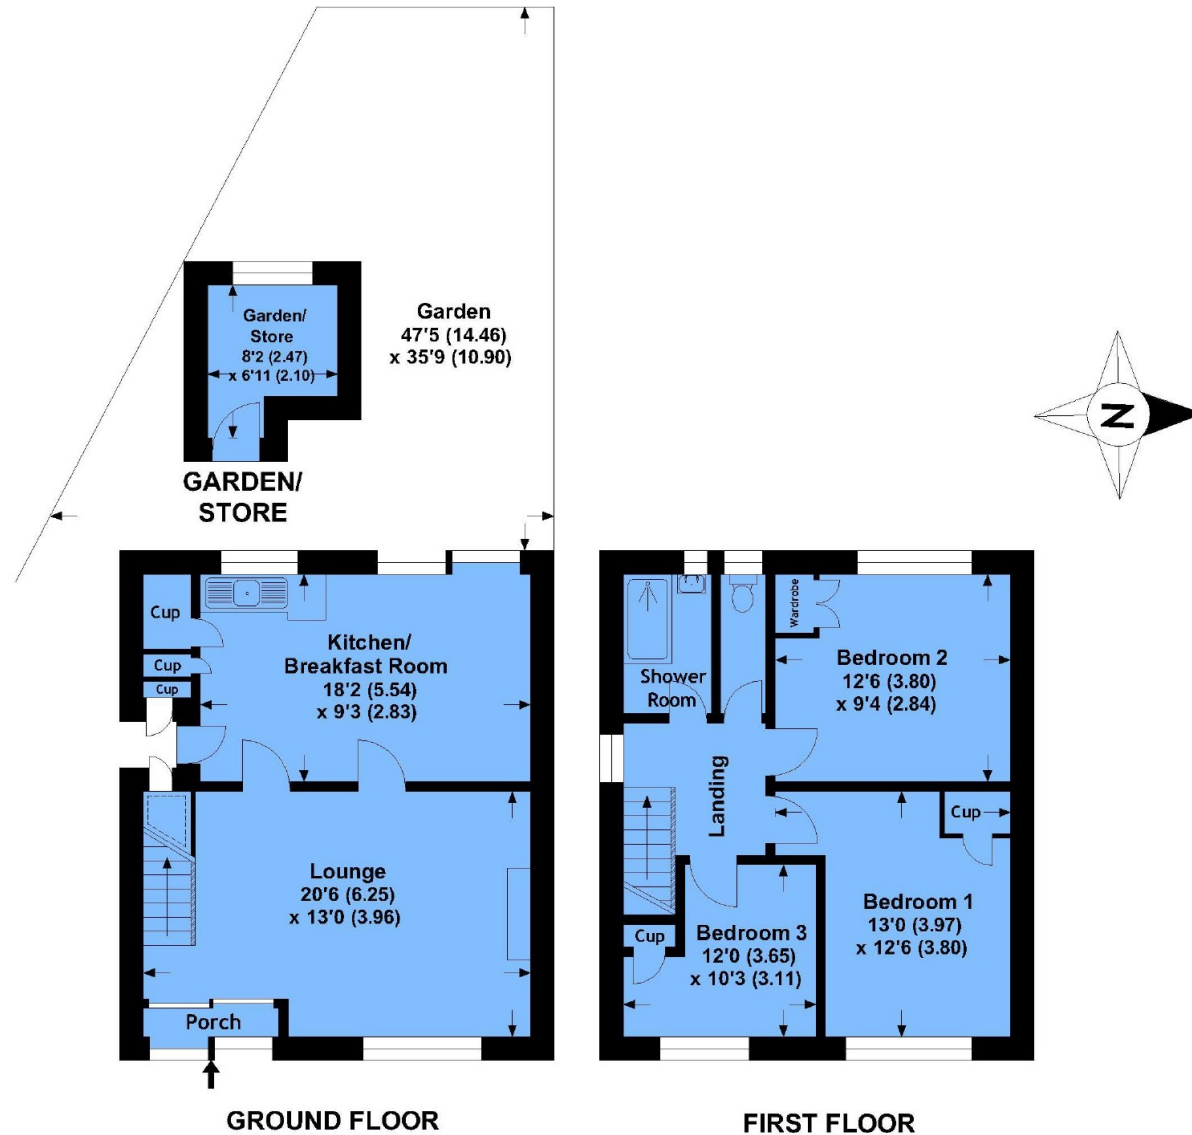 Garden/
Store
8'2 (2.47)
x 6'11 (2.10)
Garden
47'5 (14.46)
x 35'9 (10.90)
GARDEN/
STORE
N
Cup
Cup
Cup
Kitchen/
Breakfast Room
18'2 (5.54)
x 9'3 (2.83)
Lounge
20'6 (6.25)
x 13'0 (3.96)
Porch
GROUND FLOOR
Shower
Room
Wardrobe
Bedroom 2
12'6 (3.80)
x 9'4 (2.84)
Landing
Cup
Bedroom 1
13'0 (3.97)
x 12'6 (3.80)
Cup
Bedroom 3
12'0 (3.65)
x 10'3 (3.11)
FIRST FLOOR